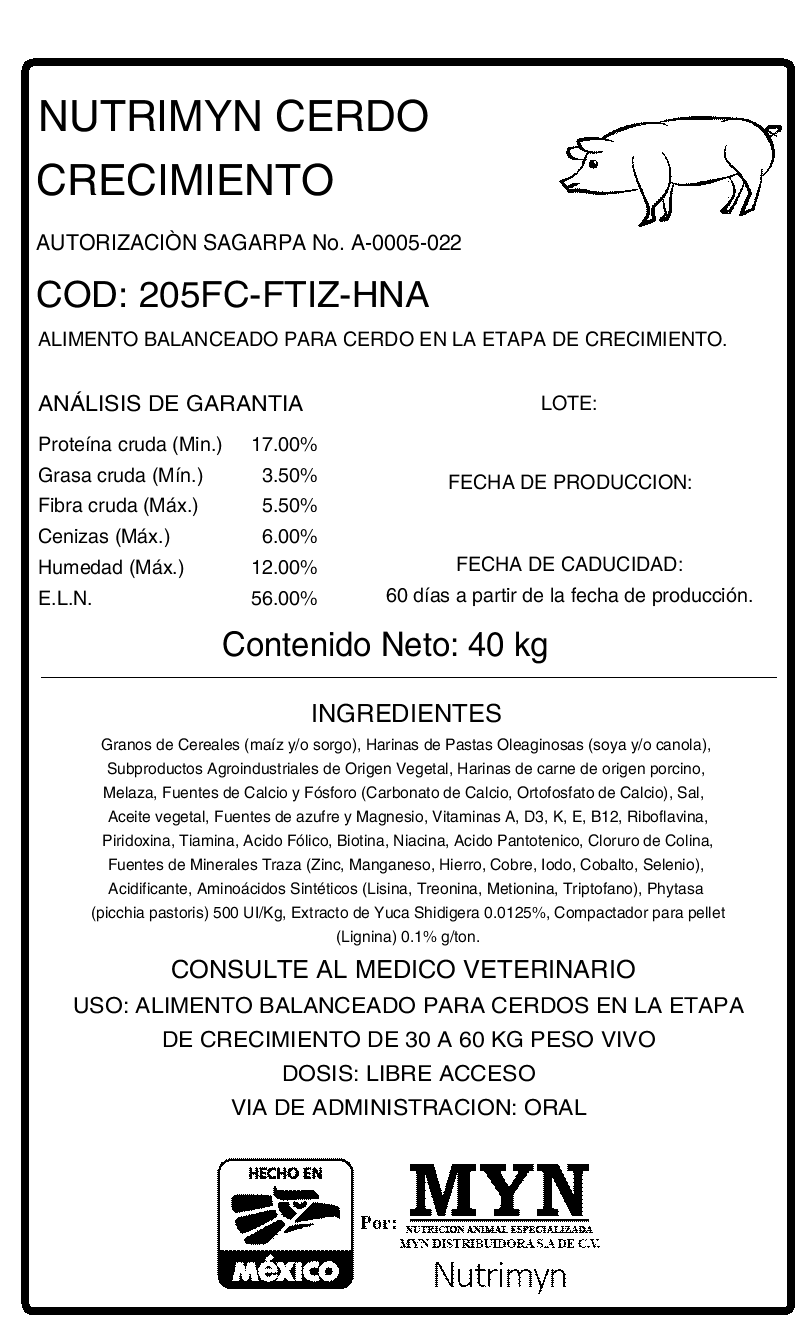 NUTRIMYN CERDO
CRECIMIENTO
AUTORIZACIÒN SAGARPA No. A-0005-022
COD: 205FC-FTIZ-HNA
ALIMENTO BALANCEADO PARA CERDO EN LA ETAPA DE CRECIMIENTO.
ANÁLISIS DE GARANTIA
Proteína cruda (Min.) 17.00%
Grasa cruda (Mín.) 3.50%
Fibra cruda (Máx.) 5.50%
Cenizas (Máx.) 6.00%
Humedad (Máx.) 12.00%
E.L.N. 56.00%
LOTE:
FECHA DE PRODUCCION:
FECHA DE CADUCIDAD:
60 días a partir de la fecha de producción.
Contenido Neto: 40 kg
INGREDIENTES
Granos de Cereales (maíz y/o sorgo), Harinas de Pastas Oleaginosas (soya y/o canola),
Subproductos Agroindustriales de Origen Vegetal, Harinas de carne de origen porcino,
Melaza, Fuentes de Calcio y Fósforo (Carbonato de Calcio, Ortofosfato de Calcio), Sal,
Aceite vegetal, Fuentes de azufre y Magnesio, Vitaminas A, D3, K, E, B12, Riboflavina,
Piridoxina, Tiamina, Acido Fólico, Biotina, Niacina, Acido Pantotenico, Cloruro de Colina,
Fuentes de Minerales Traza (Zinc, Manganeso, Hierro, Cobre, Iodo, Cobalto, Selenio),
Acidificante, Aminoácidos Sintéticos (Lisina, Treonina, Metionina, Triptofano), Phytasa
(picchia pastoris) 500 UI/Kg, Extracto de Yuca Shidigera 0.0125%, Compactador para pellet
(Lignina) 0.1% g/ton.
CONSULTE AL MEDICO VETERINARIO
USO: ALIMENTO BALANCEADO PARA CERDOS EN LA ETAPA
DE CRECIMIENTO DE 30 A 60 KG PESO VIVO
DOSIS: LIBRE ACCESO
VIA DE ADMINISTRACION: ORAL
HECHO EN
MéXICO
Por:
MYN
NUTRICION ANIMAL ESPECIALIZADA
MYN DISTRIBUIDORA S.A DE C.V.
Nutrimyn